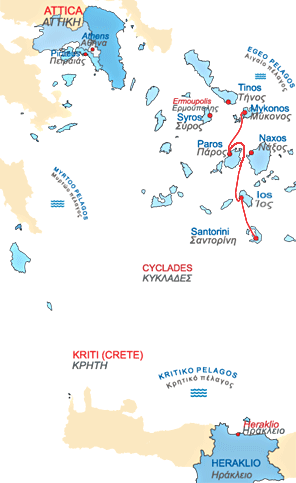 ATTICA
ΑΤΤΙΚΗ
Athens
Αθήνα
Piraeus
Πειραιάς
EGEO PELAGOS
Αιγαίο πέλαγος
Tinos
Τήνος
Ermoupolis
Ερμούπολης
Mykonos
Μύκονος
Syros
Σύρος
Naxos
Νάξος
Paros
Πάρος
MYRTOO PELAGOS
Μυρτώο πέλαγος
Ios
Ίος
Santorini
Σαντορίνη
CYCLADES
ΚΥΚΛΑΔΕΣ
KRITI (CRETE)
ΚΡΗΤΗ
KRITIKO PELAGOS
Κρητικό πέλαγος
Heraklio
Ηράκλειο
HERAKLIO
Ηράκλειο